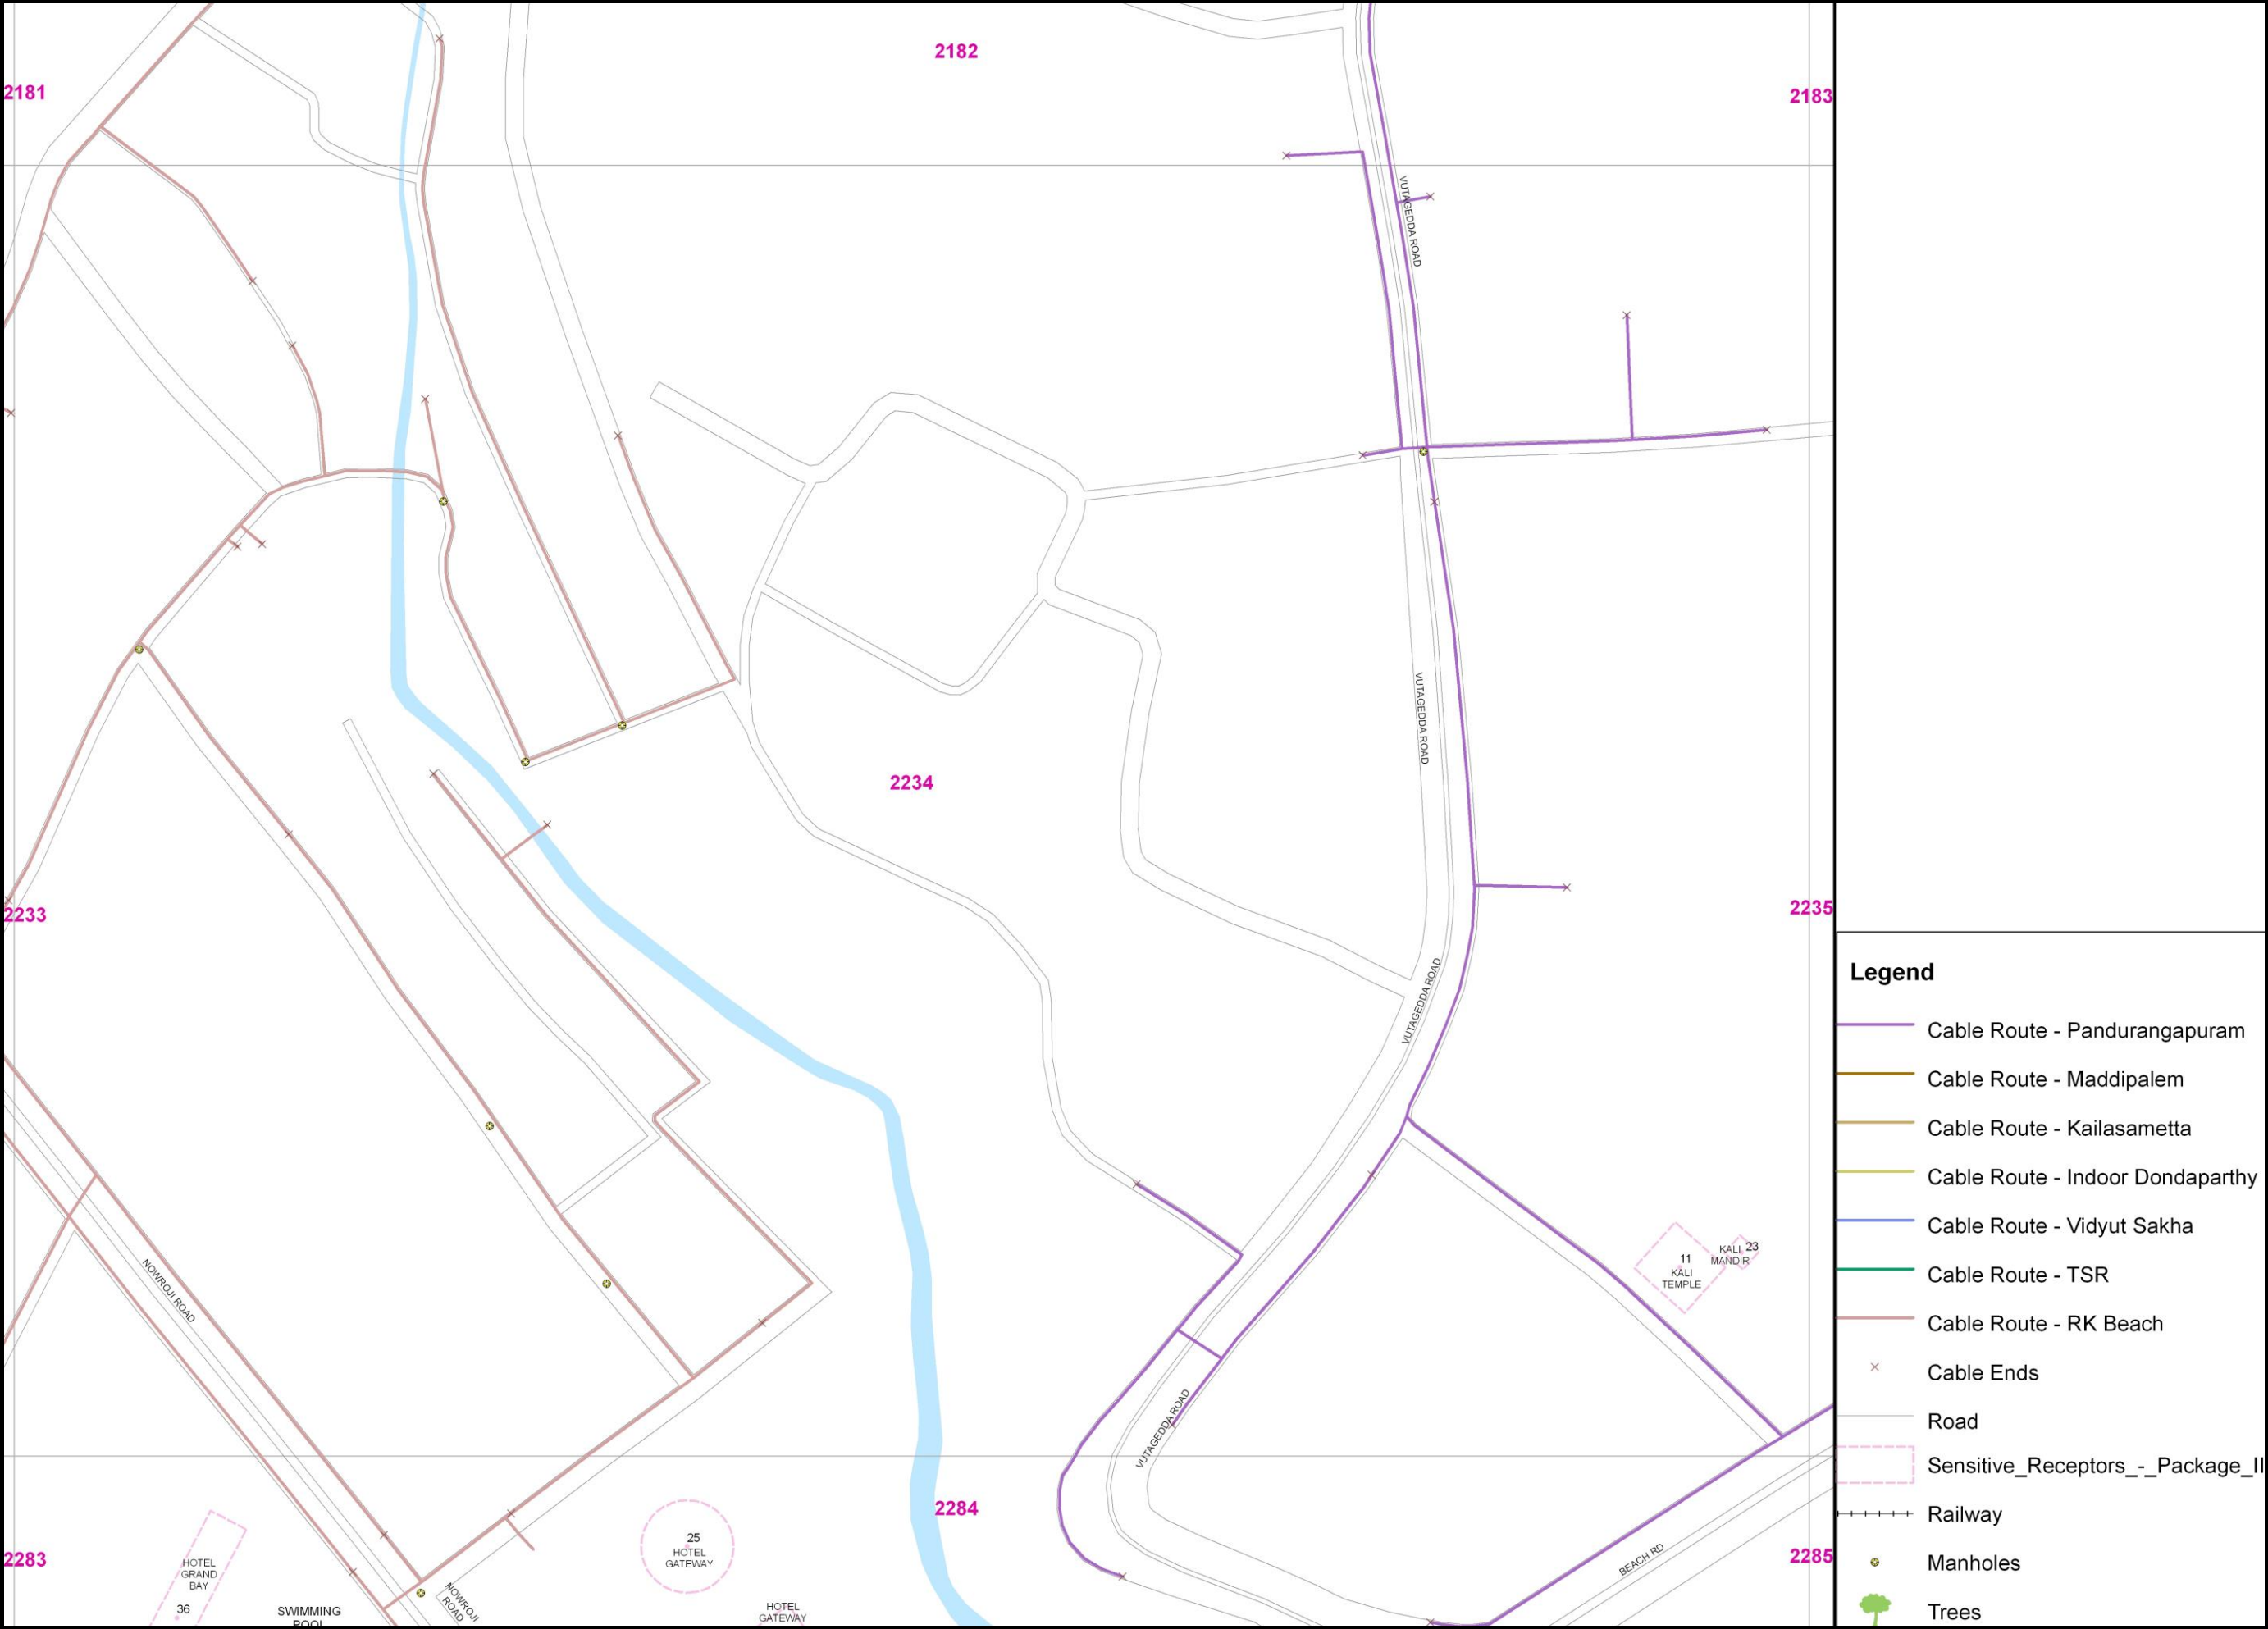 2182
2181
2183
VUTAGEDDA ROAD
VUTAGEDDA ROAD
2234
2233
2235
VUTAGEDDA ROAD
Legend
Cable Route - Pandurangapuram
Cable Route - Maddipalem
Cable Route - Kailasametta
Cable Route - Indoor Dondaparthy
Cable Route - Vidyut Sakha
Cable Route - TSR
Cable Route - RK Beach
Cable Ends
Road
Sensitive_Receptors_-_Package_II
Railway
Manholes
Trees
11
KALI
TEMPLE
KALI 23
MANDIR
NOWROJI ROAD
VUTAGEDDA ROAD
2284
2283
2285
25
HOTEL
GATEWAY
HOTEL
GRAND
BAY
36
SWIMMING
POOL
NOWROJI
ROAD
HOTEL
GATEWAY
BEACH RD